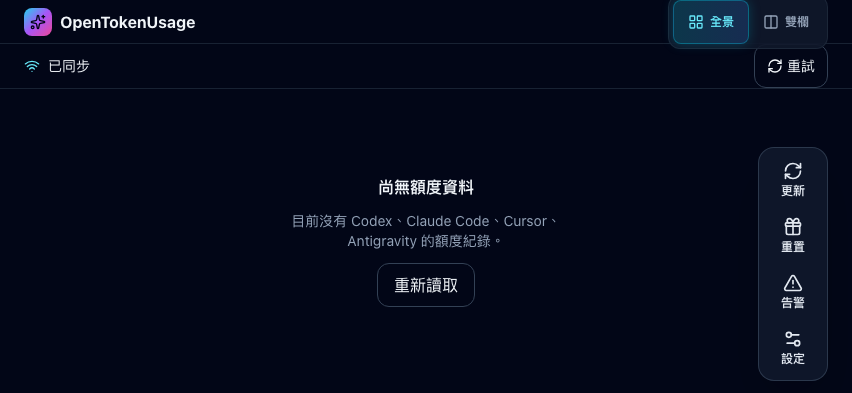 OpenTokenUsage
全景
雙欄
已同步
重試
尚無額度資料
目前沒有 Codex、Claude Code、Cursor、
Antigravity 的額度紀錄。
重新讀取
更新
重置
告警
設定